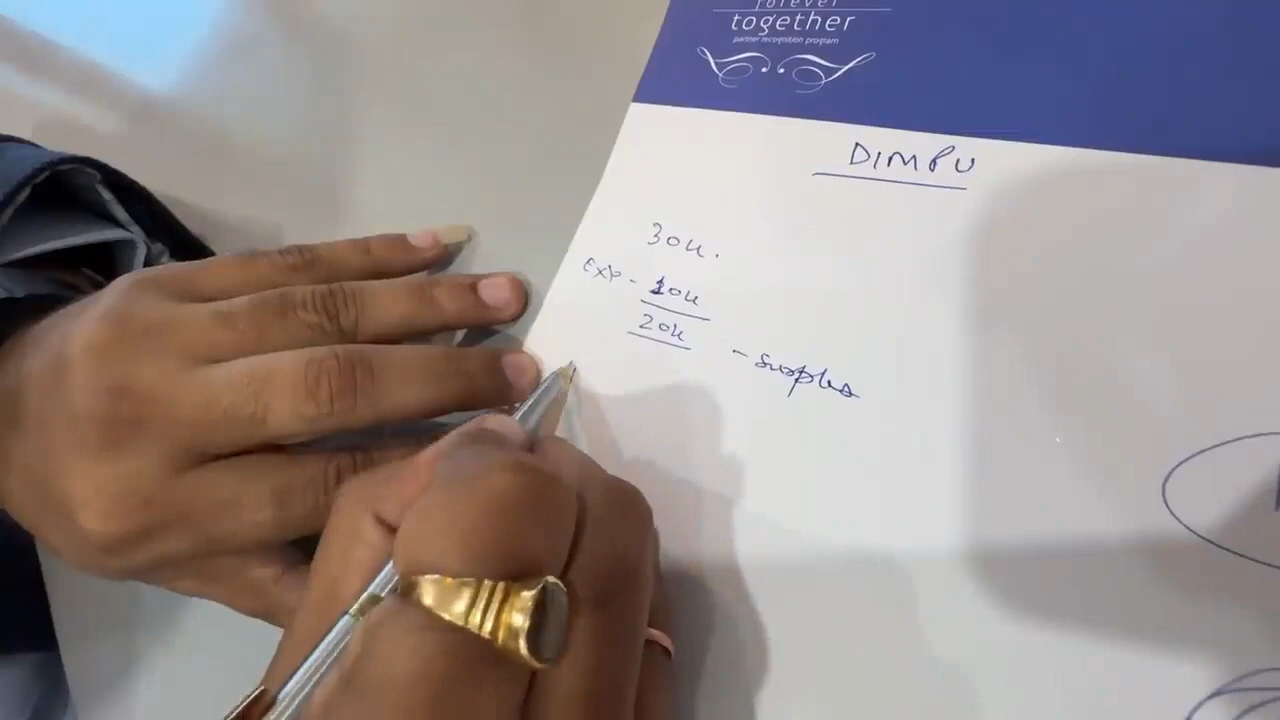 forever
together
partner recognition program
DIMPU
30K.
EXP - 10K
20K
- Surplus